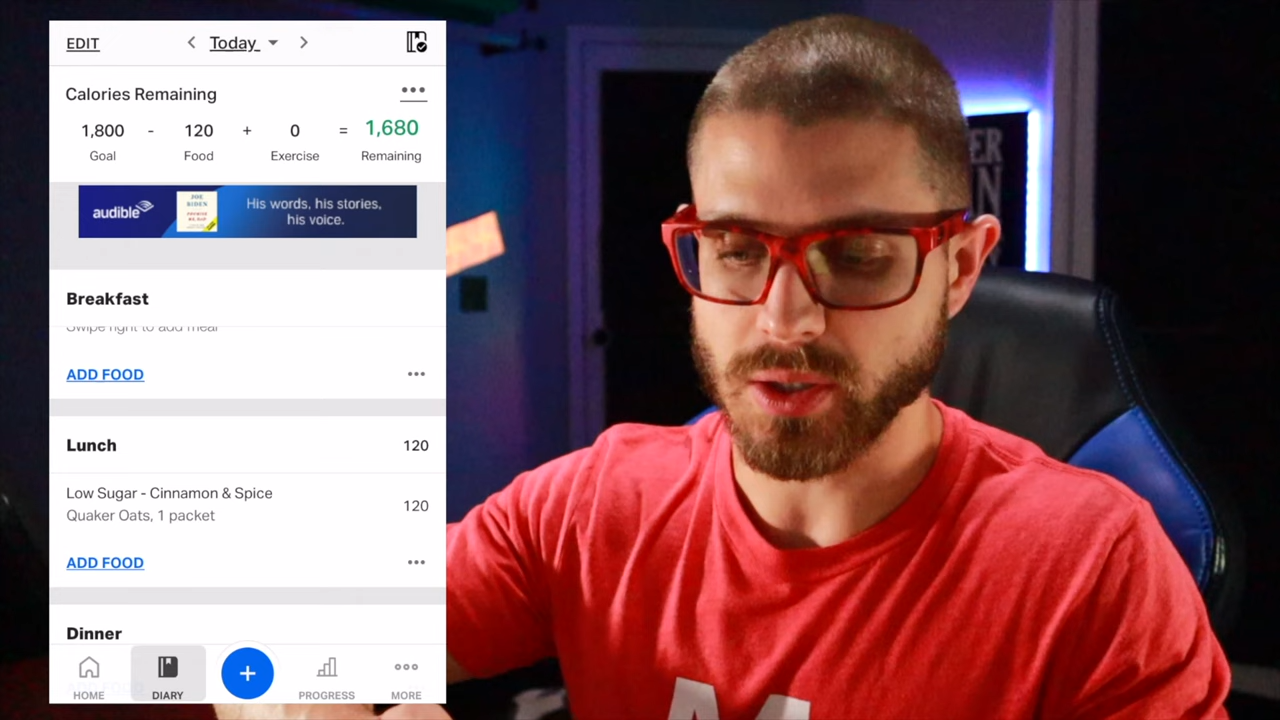 EDIT
Today
Calories Remaining
1,800 - 120 + 0 = 1,680
Goal Food Exercise Remaining
audible
JOE
BIDEN
His words, his stories,
his voice.
Breakfast
Swipe right to add meal
ADD FOOD
Lunch 120
Low Sugar - Cinnamon & Spice
120
Quaker Oats, 1 packet
ADD FOOD
Dinner
HOME DIARY + PROGRESS MORE
M